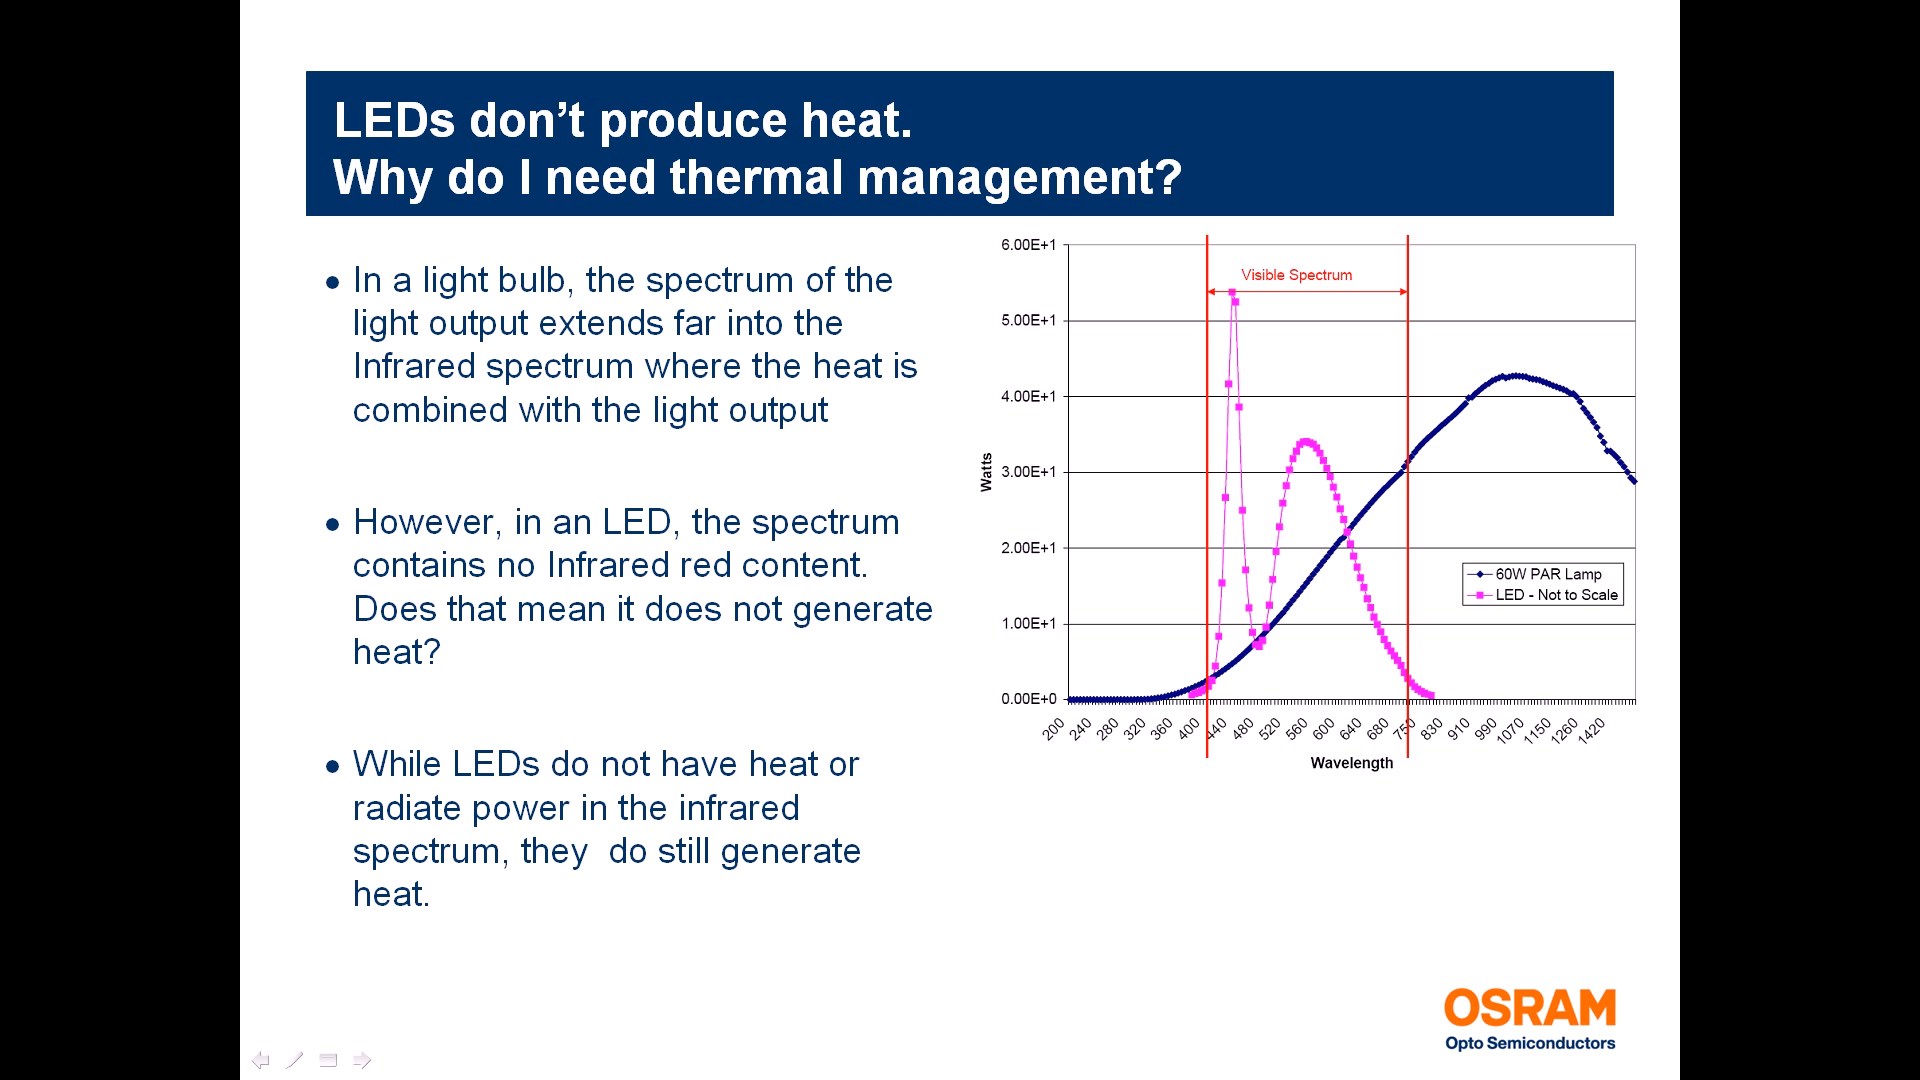 LEDs don’t produce heat.
Why do I need thermal management?
• In a light bulb, the spectrum of the
light output extends far into the
Infrared spectrum where the heat is
combined with the light output
• However, in an LED, the spectrum
contains no Infrared red content.
Does that mean it does not generate
heat?
• While LEDs do not have heat or
radiate power in the infrared
spectrum, they  do still generate
heat.
6.00E+1
5.00E+1
4.00E+1
3.00E+1
2.00E+1
1.00E+1
0.00E+0
Watts
Visible Spectrum
60W PAR Lamp
LED - Not to Scale
200 240 280 320 360 400 440 480 520 560 600 640 680 750 830 910 990 1070 1150 1260 1420
Wavelength
OSRAM
Opto Semiconductors